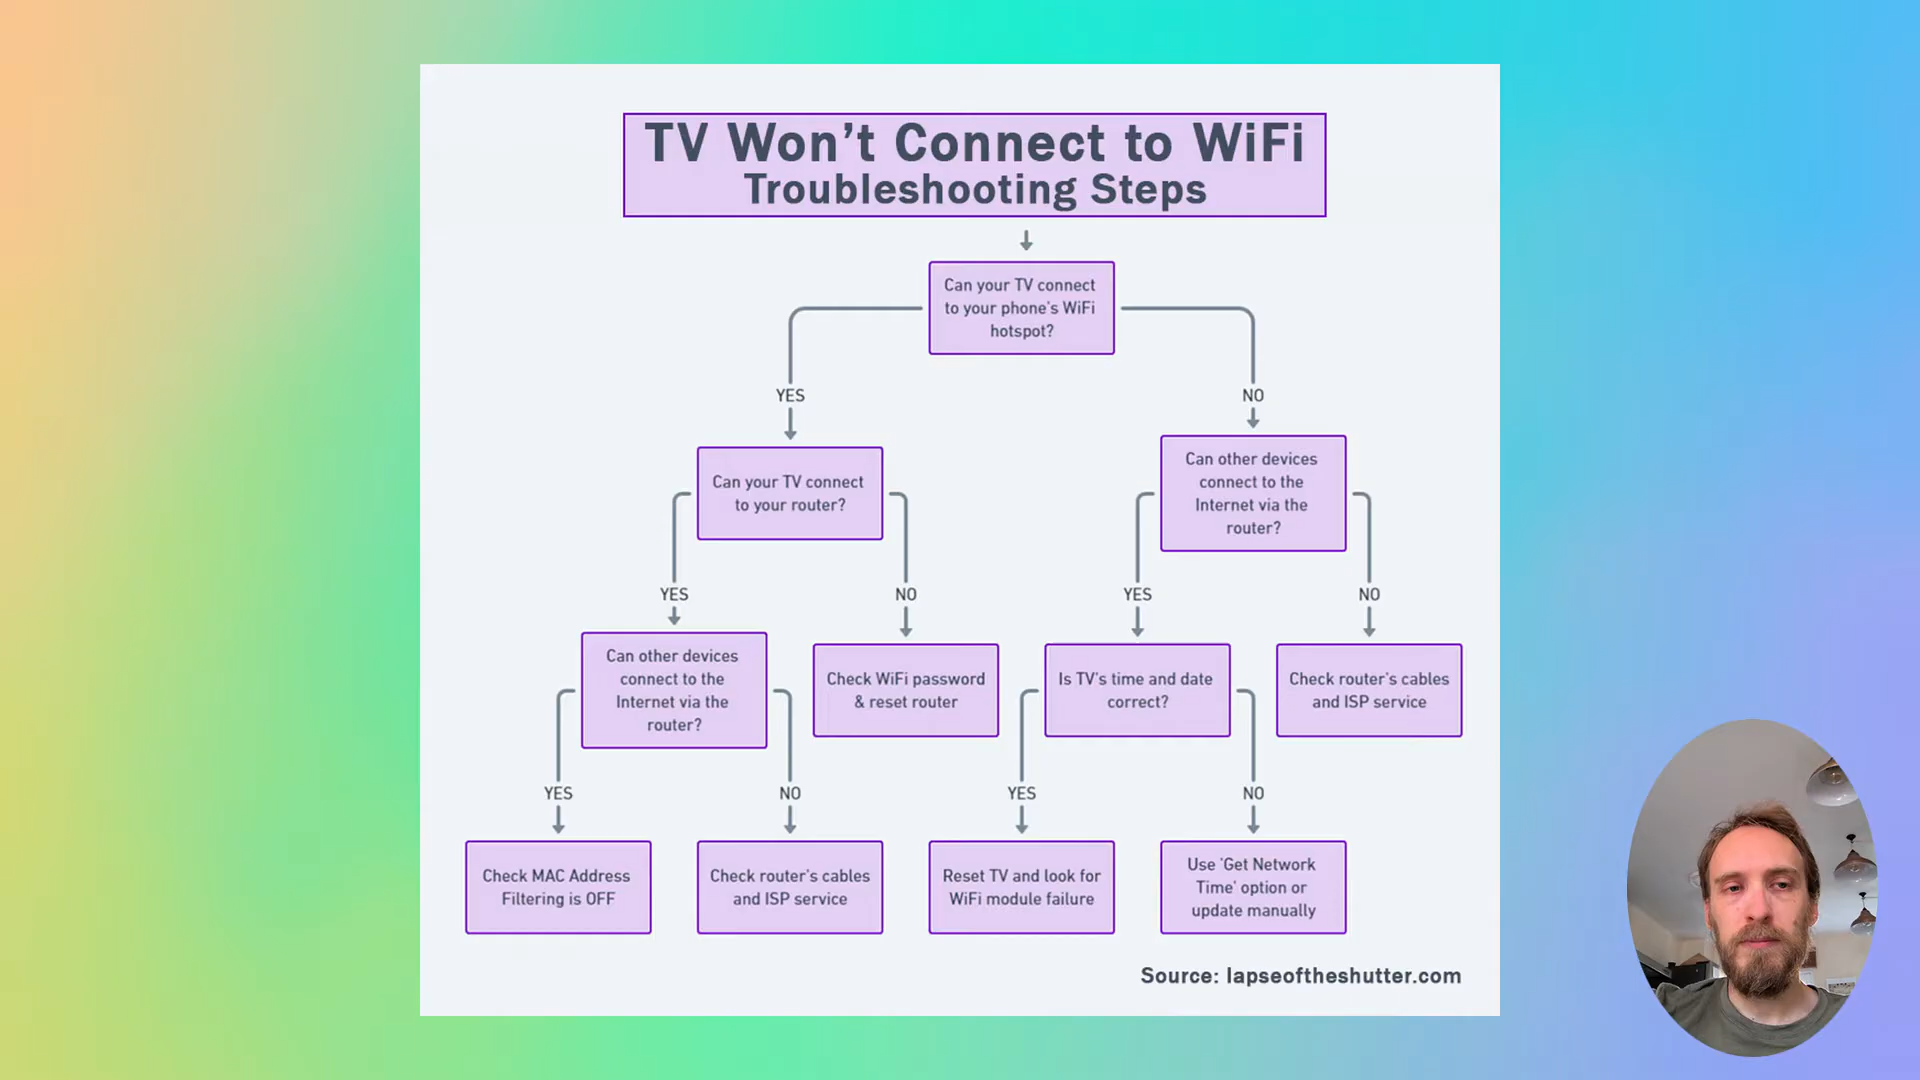 TV Won’t Connect to WiFi
Troubleshooting Steps
Can your TV connect
to your phone's WiFi
hotspot?
YES
NO
Can your TV connect
to your router?
Can other devices
connect to the
Internet via the
router?
YES
NO
YES
NO
Can other devices
connect to the
Internet via the
router?
Check WiFi password
& reset router
Is TV's time and date
correct?
Check router's cables
and ISP service
YES
NO
YES
NO
Check MAC Address
Filtering is OFF
Check router's cables
and ISP service
Reset TV and look for
WiFi module failure
Use 'Get Network
Time' option or
update manually
Source: lapseoftheshutter.com